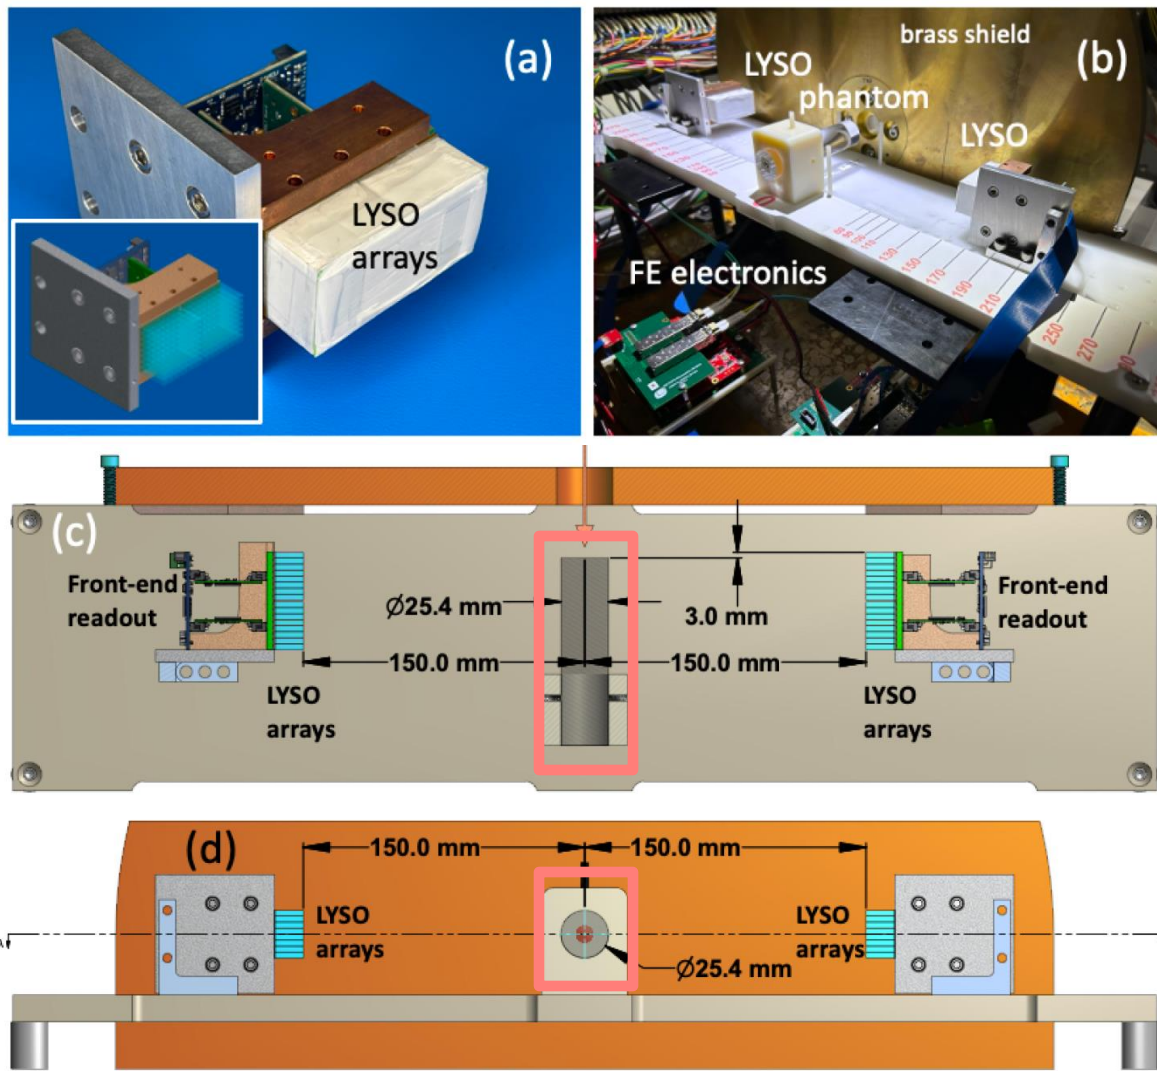 (a)
LYSO
arrays
(b)
brass shield
LYSO
phantom
LYSO
FE electronics
0
110
130
150
170
190
210
250
270
(c)
Front-end
readout
Ø25.4 mm
3.0 mm
Front-end
readout
150.0 mm
150.0 mm
LYSO
arrays
LYSO
arrays
(d)
150.0 mm
150.0 mm
LYSO
arrays
LYSO
arrays
A
Ø25.4 mm